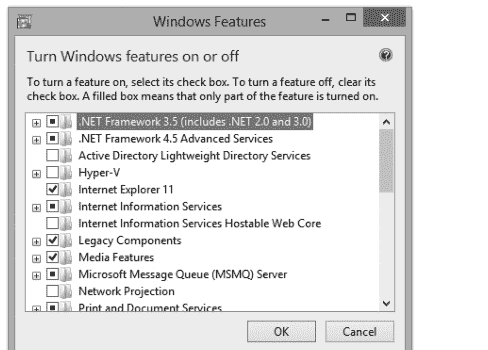 Windows Features
Turn Windows features on or off
To turn a feature on, select its check box. To turn a feature off, clear its
check box. A filled box means that only part of the feature is turned on.
.NET Framework 3.5 (includes .NET 2.0 and 3.0)
.NET Framework 4.5 Advanced Services
Active Directory Lightweight Directory Services
Hyper-V
Internet Explorer 11
Internet Information Services
Internet Information Services Hostable Web Core
Legacy Components
Media Features
Microsoft Message Queue (MSMQ) Server
Network Projection
Print and Document Services
OK
Cancel